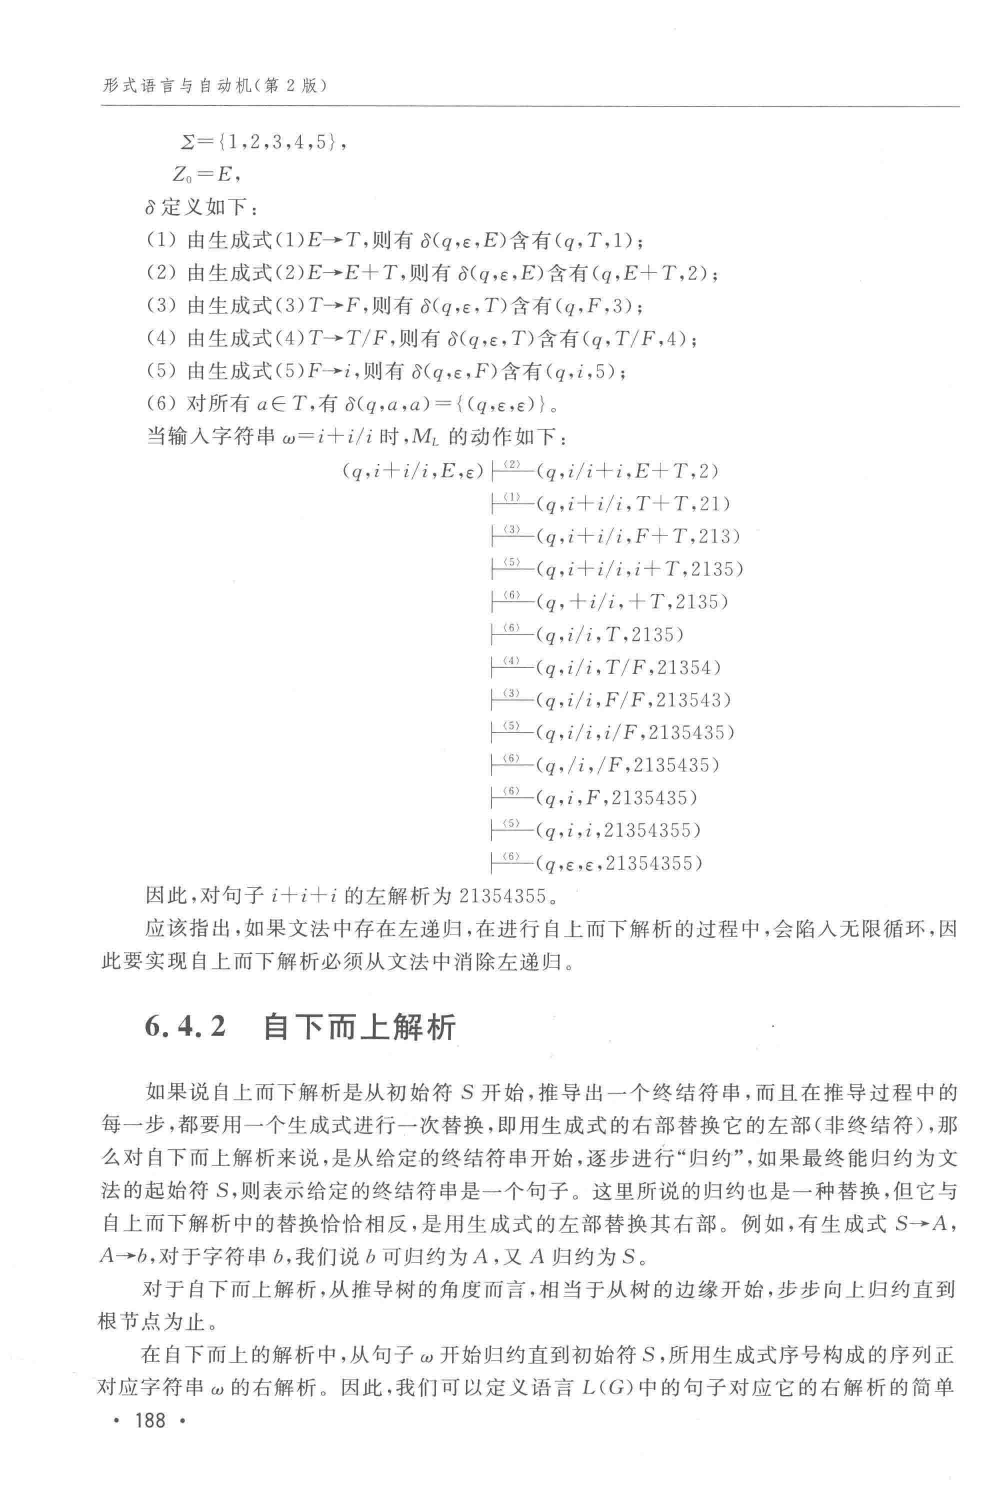 形式语言与自动机(第2版)
Σ={1,2,3,4,5},
Z₀=E,
δ定义如下:
(1) 由生成式(1)E→T,则有δ(q,ε,E)含有(q,T,1);
(2) 由生成式(2)E→E+T,则有δ(q,ε,E)含有(q,E+T,2);
(3) 由生成式(3)T→F,则有δ(q,ε,T)含有(q,F,3);
(4) 由生成式(4)T→T/F,则有δ(q,ε,T)含有(q,T/F,4);
(5) 由生成式(5)F→i,则有δ(q,ε,F)含有(q,i,5);
(6) 对所有a∈T,有δ(q,a,a)={(q,ε,ε)}。
当输入字符串ω=i+i/i时,M_L的动作如下:
(q,i+i/i,E,ε)⊢⁽²⁾(q,i/i+i,E+T,2)
⊢⁽¹⁾(q,i+i/i,T+T,21)
⊢⁽³⁾(q,i+i/i,F+T,213)
⊢⁽⁵⁾(q,i+i/i,i+T,2135)
⊢⁽⁶⁾(q,+i/i,+T,2135)
⊢⁽⁶⁾(q,i/i,T,2135)
⊢⁽⁴⁾(q,i/i,T/F,21354)
⊢⁽³⁾(q,i/i,F/F,213543)
⊢⁽⁵⁾(q,i/i,i/F,2135435)
⊢⁽⁶⁾(q,/i,/F,2135435)
⊢⁽⁶⁾(q,i,F,2135435)
⊢⁽⁵⁾(q,i,i,21354355)
⊢⁽⁶⁾(q,ε,ε,21354355)
因此,对句子i+i+i的左解析为21354355。
应该指出,如果文法中存在左递归,在进行自上而下解析的过程中,会陷入无限循环,因
此要实现自上而下解析必须从文法中消除左递归。
6.4.2 自下而上解析
如果说自上而下解析是从初始符S开始,推导出一个终结符串,而且在推导过程中的
每一步,都要用一个生成式进行一次替换,即用生成式的右部替换它的左部(非终结符),那
么对自下而上解析来说,是从给定的终结符串开始,逐步进行“归约”,如果最终能归约为文
法的起始符S,则表示给定的终结符串是一个句子。这里所说的归约也是一种替换,但它与
自上而下解析中的替换恰恰相反,是用生成式的左部替换其右部。例如,有生成式S→A,
A→b,对于字符串b,我们说b可归约为A,又A归约为S。
对于自下而上解析,从推导树的角度而言,相当于从树的边缘开始,步步向上归约直到
根节点为止。
在自下而上的解析中,从句子ω开始归约直到初始符S,所用生成式序号构成的序列正
对应字符串ω的右解析。因此,我们可以定义语言L(G)中的句子对应它的右解析的简单
• 188 •